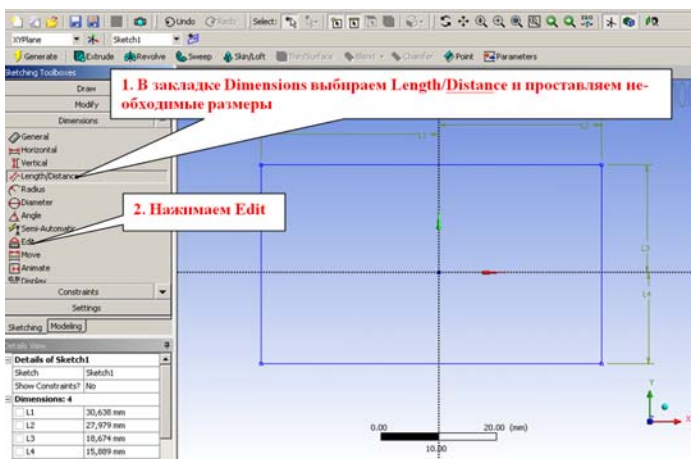 Undo Redo Select:
XYPlane Sketch1
Generate Extrude Revolve Sweep Skin/Loft Thin/Surface Blend Chamfer Point Parameters
Sketching Toolboxes
Draw
Modify
Dimensions
General
Horizontal
Vertical
Length/Distance
Radius
Diameter
Angle
Semi-Automatic
Edit
Move
Animate
Display
Constraints
Settings
Sketching Modeling
1. В закладке Dimensions выбираем Length/Distance и проставляем не-
обходимые размеры
2. Нажимаем Edit
L1
L2
L3
L4
Details View
Details of Sketch1
Sketch Sketch1
Show Constraints? No
Dimensions: 4
L1 30,638 mm
L2 27,979 mm
L3 18,674 mm
L4 15,889 mm
0.00 20.00 (mm)
10.00
Y
X